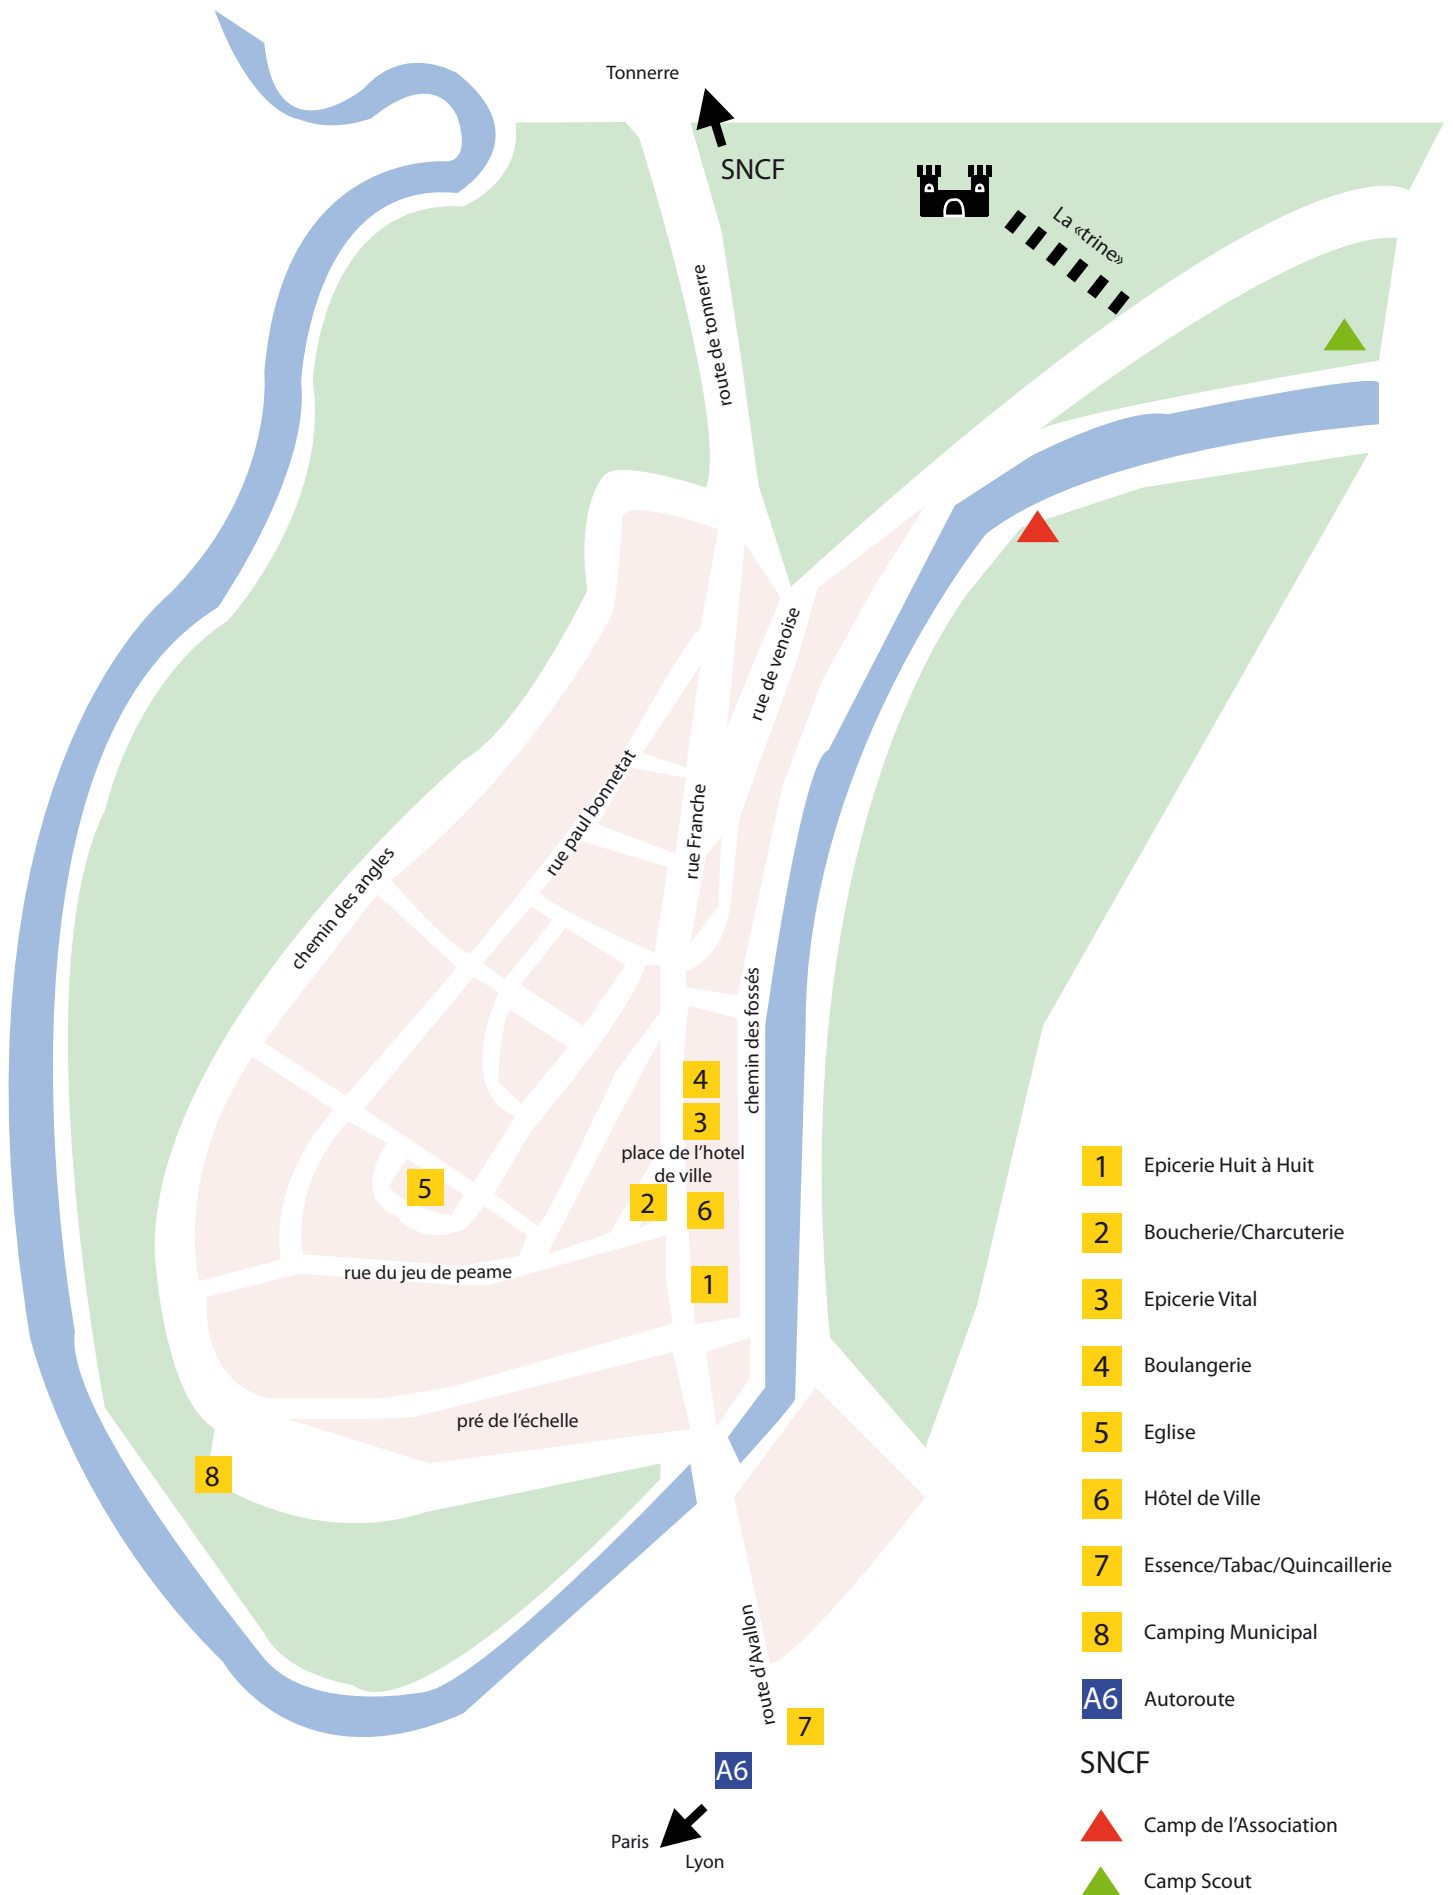 Tonnerre
SNCF
La «trine»
route de tonnerre
rue de venoise
rue paul bonnetat
rue Franche
chemin des angles
chemin des fossés
4
3
place de l'hotel
de ville
5
2
6
rue du jeu de peame
1
pré de l'échelle
8
route d'Avallon
7
A6
Paris
Lyon
1 Epicerie Huit à Huit
2 Boucherie/Charcuterie
3 Epicerie Vital
4 Boulangerie
5 Eglise
6 Hôtel de Ville
7 Essence/Tabac/Quincaillerie
8 Camping Municipal
A6 Autoroute
SNCF
Camp de l'Association
Camp Scout